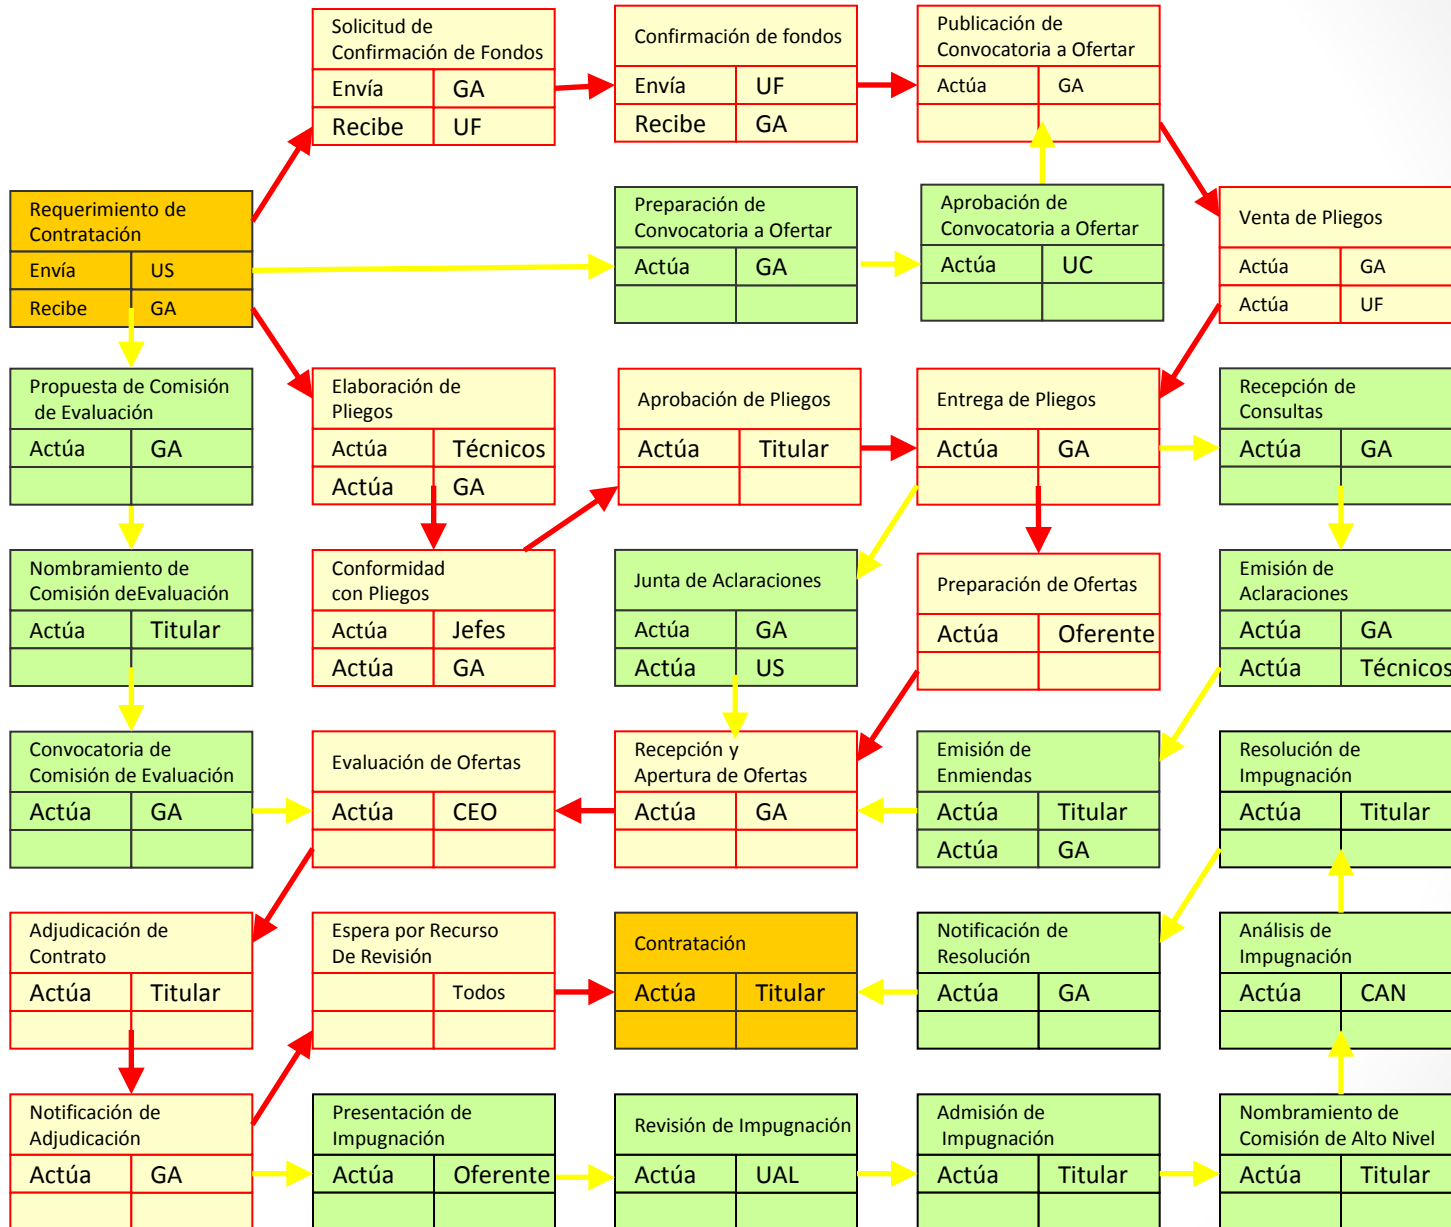 Solicitud de
Confirmación de Fondos
Envía GA
Recibe UF
Confirmación de fondos
Envía UF
Recibe GA
Publicación de
Convocatoria a Ofertar
Actúa GA
Requerimiento de
Contratación
Envía US
Recibe GA
Preparación de
Convocatoria a Ofertar
Actúa GA
Aprobación de
Convocatoria a Ofertar
Actúa UC
Venta de Pliegos
Actúa GA
Actúa UF
Propuesta de Comisión
de Evaluación
Actúa GA
Elaboración de
Pliegos
Actúa Técnicos
Actúa GA
Aprobación de Pliegos
Actúa Titular
Entrega de Pliegos
Actúa GA
Recepción de
Consultas
Actúa GA
Nombramiento de
Comisión deEvaluación
Actúa Titular
Conformidad
con Pliegos
Actúa Jefes
Actúa GA
Junta de Aclaraciones
Actúa GA
Actúa US
Preparación de Ofertas
Actúa Oferente
Emisión de
Aclaraciones
Actúa GA
Actúa Técnicos
Convocatoria de
Comisión de Evaluación
Actúa GA
Evaluación de Ofertas
Actúa CEO
Recepción y
Apertura de Ofertas
Actúa GA
Emisión de
Enmiendas
Actúa Titular
Actúa GA
Resolución de
Impugnación
Actúa Titular
Adjudicación de
Contrato
Actúa Titular
Espera por Recurso
De Revisión
Todos
Contratación
Actúa Titular
Notificación de
Resolución
Actúa GA
Análisis de
Impugnación
Actúa CAN
Notificación de
Adjudicación
Actúa GA
Presentación de
Impugnación
Actúa Oferente
Revisión de Impugnación
Actúa UAL
Admisión de
Impugnación
Actúa Titular
Nombramiento de
Comisión de Alto Nivel
Actúa Titular